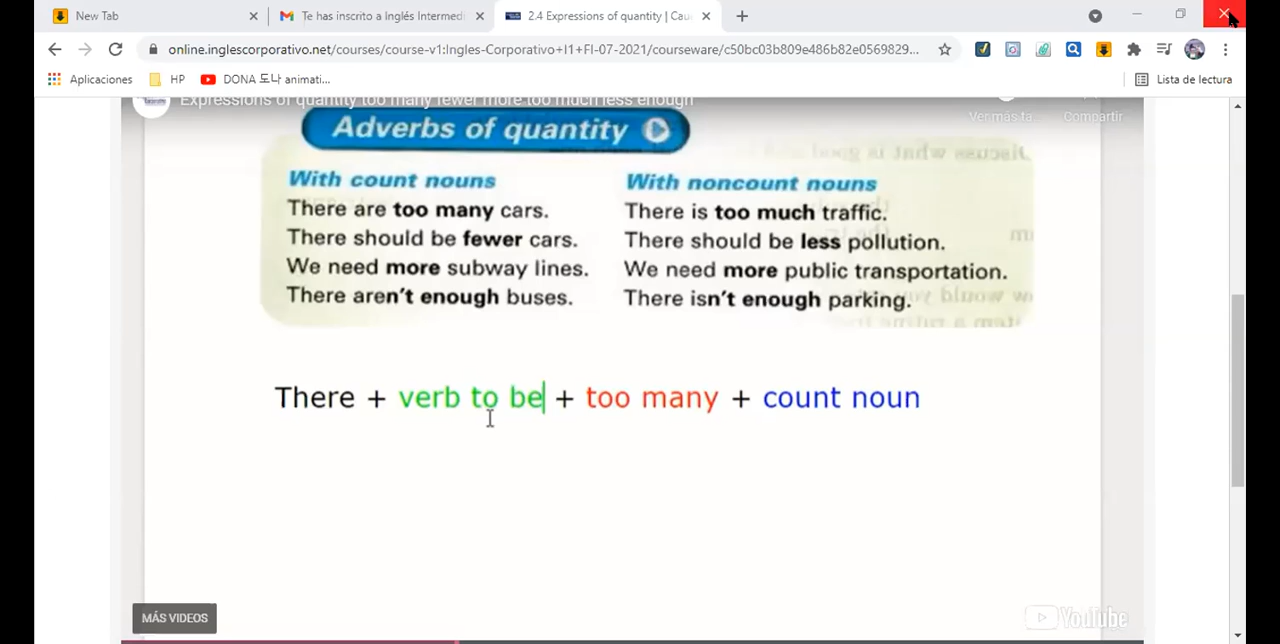 New Tab
Te has inscrito a Inglés Intermedi
2.4 Expressions of quantity | Cau
online.inglescorporativo.net/courses/course-v1:Ingles-Corporativo+I1+FI-07-2021/courseware/c50bc03b809e486b82e0569829...
Aplicaciones
HP
DONA 도나 animati...
Lista de lectura
Expressions of quantity too many fewer more too much less enough
Ver más ta...
Compartir
Adverbs of quantity
With count nouns
There are too many cars.
There should be fewer cars.
We need more subway lines.
There aren't enough buses.
With noncount nouns
There is too much traffic.
There should be less pollution.
We need more public transportation.
There isn't enough parking.
There + verb to be + too many + count noun
MÁS VIDEOS
YouTube